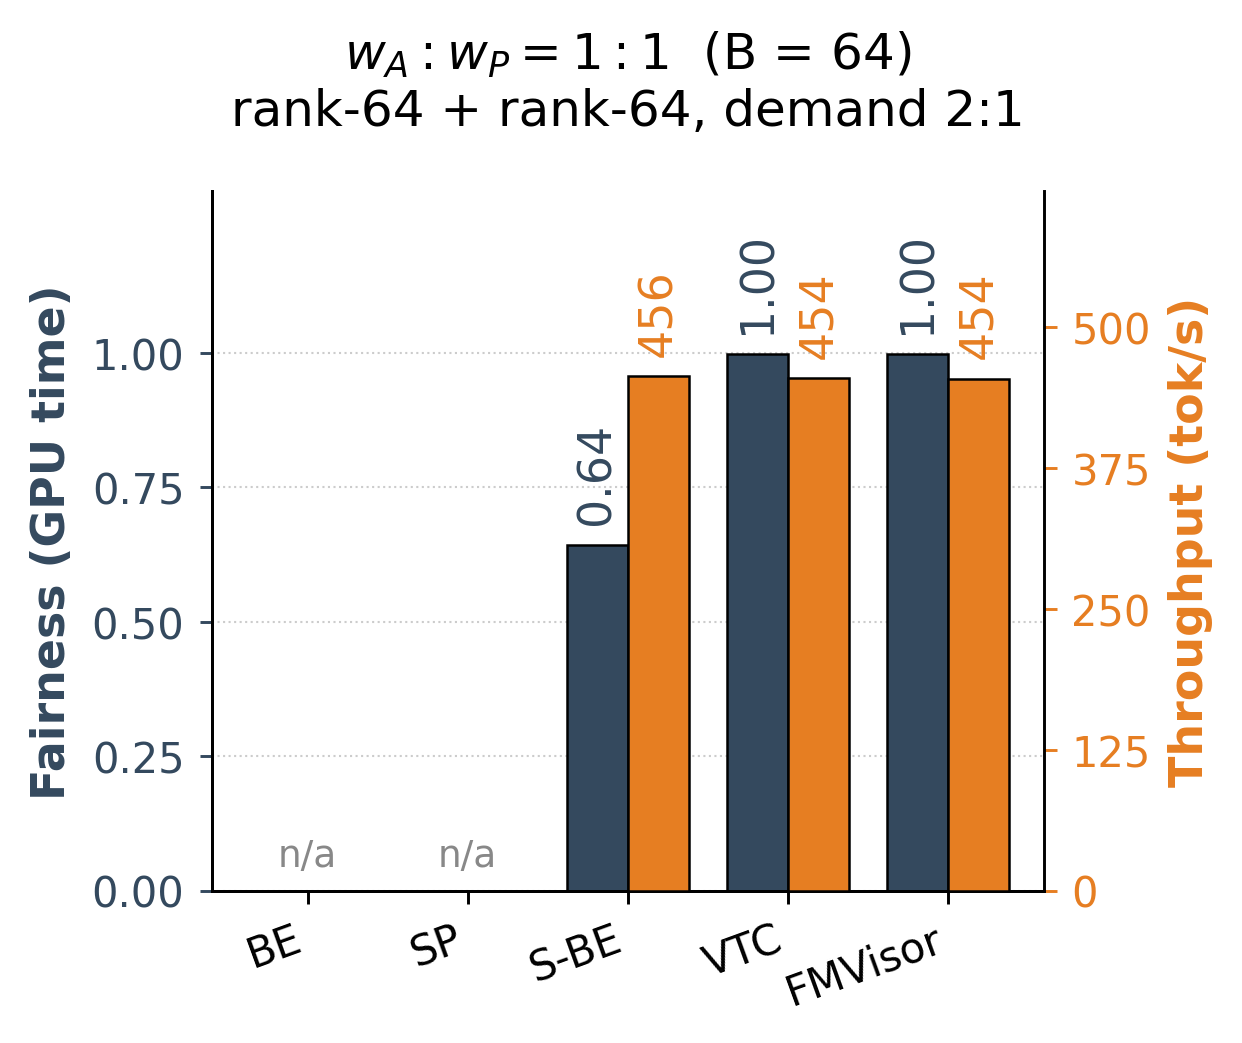 w_A : w_P = 1 : 1 (B = 64)
rank-64 + rank-64, demand 2:1
Fairness (GPU time)
1.00
0.75
0.50
0.25
0.00
n/a
n/a
0.64
456
1.00
454
1.00
454
500
375
250
125
0
Throughput (tok/s)
BE
SP
S-BE
VTC
FMVisor